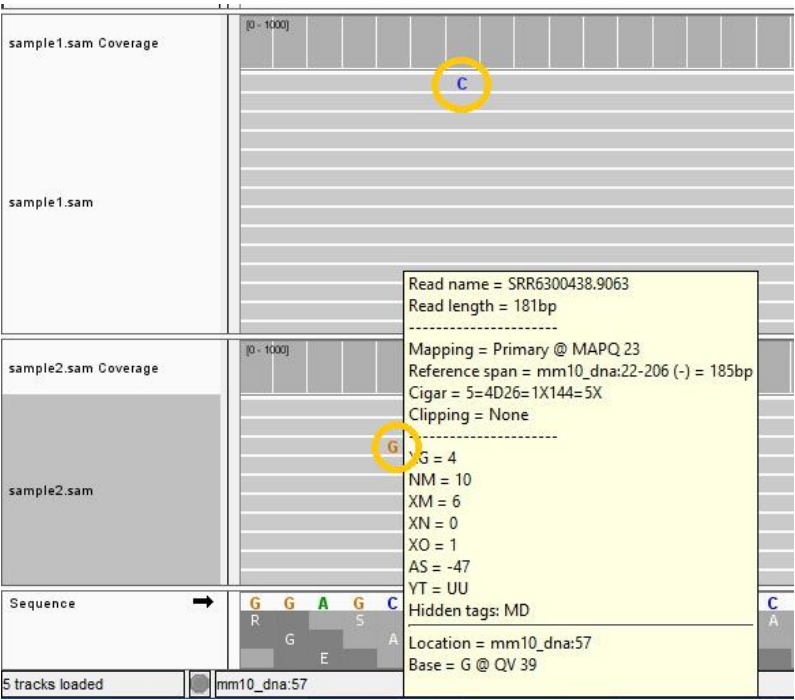 sample1.sam Coverage
[0 - 1000]
C
sample1.sam
sample2.sam Coverage
[0 - 1000]
G
sample2.sam
Read name = SRR6300438.9063
Read length = 181bp
----------------------
Mapping = Primary @ MAPQ 23
Reference span = mm10_dna:22-206 (-) = 185bp
Cigar = 5=4D26=1X144=5X
Clipping = None
----------------------
XG = 4
NM = 10
XM = 6
XN = 0
XO = 1
AS = -47
YT = UU
Hidden tags: MD
Location = mm10_dna:57
Base = G @ QV 39
Sequence
G G A G C C
R S A
G A
E
5 tracks loaded
mm10_dna:57